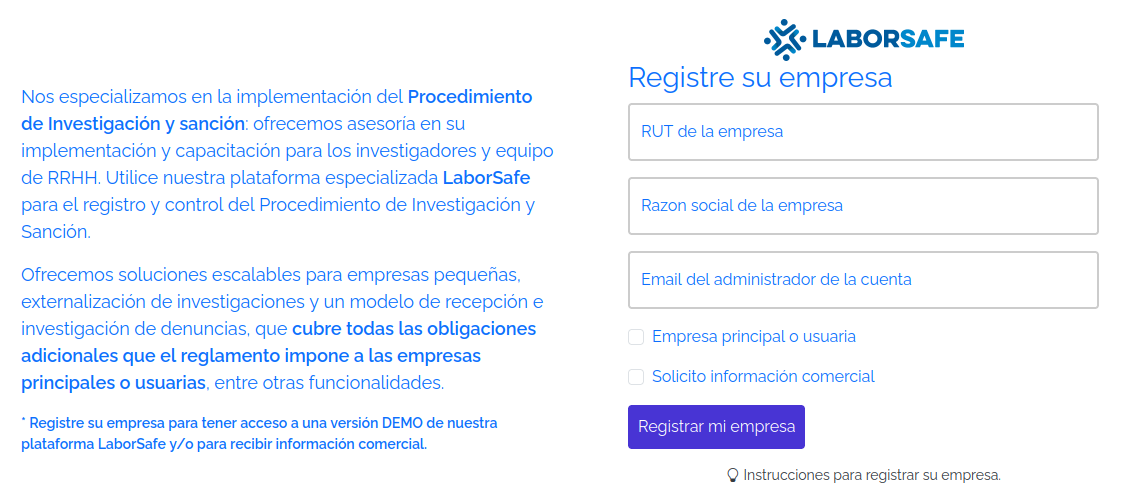 Nos especializamos en la implementación del Procedimiento
de Investigación y sanción: ofrecemos asesoría en su
implementación y capacitación para los investigadores y equipo
de RRHH. Utilice nuestra plataforma especializada LaborSafe
para el registro y control del Procedimiento de Investigación y
Sanción.
Ofrecemos soluciones escalables para empresas pequeñas,
externalización de investigaciones y un modelo de recepción e
investigación de denuncias, que cubre todas las obligaciones
adicionales que el reglamento impone a las empresas
principales o usuarias, entre otras funcionalidades.
* Registre su empresa para tener acceso a una versión DEMO de nuestra
plataforma LaborSafe y/o para recibir información comercial.
LABORSAFE
Registre su empresa
RUT de la empresa
Razon social de la empresa
Email del administrador de la cuenta
Empresa principal o usuaria
Solicito información comercial
Registrar mi empresa
Instrucciones para registrar su empresa.